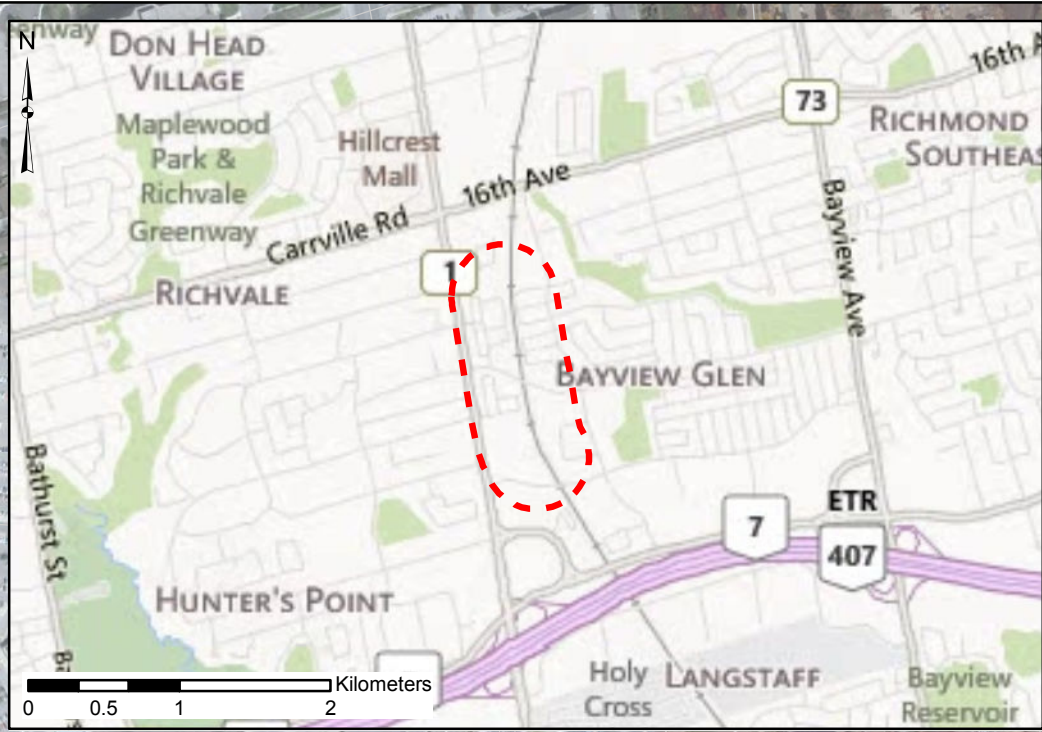 enway
N
DON HEAD
VILLAGE
Maplewood
Park &
Richvale
Greenway
Hillcrest
Mall
16th Ave
Carrville Rd
1
RICHVALE
73
16th A
RICHMOND
SOUTHEAS
Bayview Ave
BAYVIEW GLEN
Bathurst St
ETR
7
407
HUNTER'S POINT
Ba
Holy
Cross
LANGSTAFF
Bayview
Reservoir
Kilometers
0 0.5 1 2